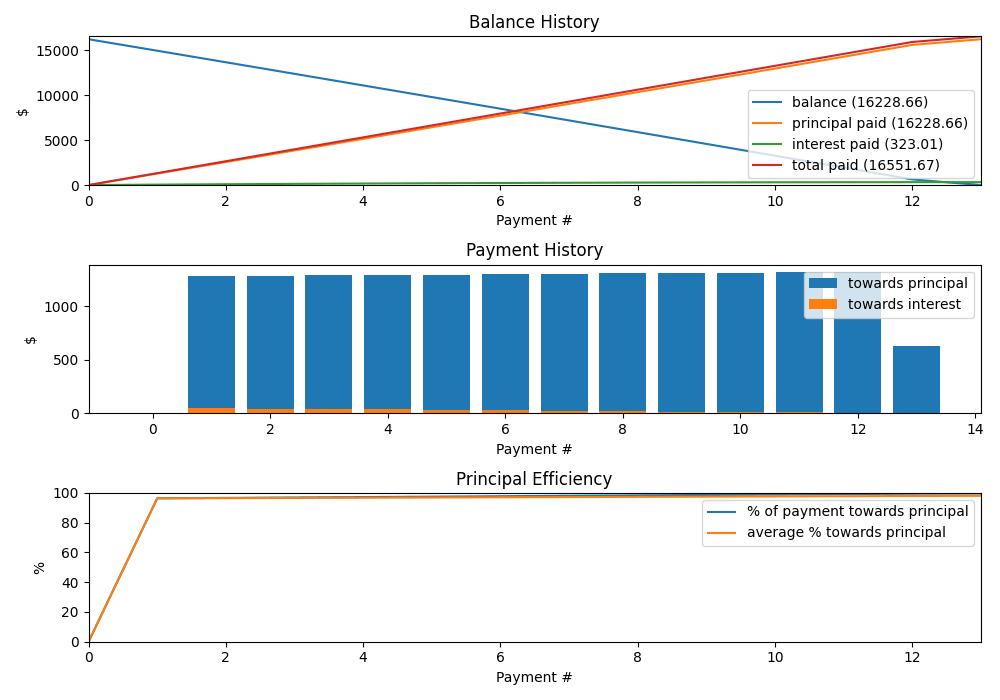 Balance History
15000
10000
5000
0
$
balance (16228.66)
principal paid (16228.66)
interest paid (323.01)
total paid (16551.67)
0 2 4 6 8 10 12
Payment #
Payment History
1000
500
0
$
towards principal
towards interest
0 2 4 6 8 10 12 14
Payment #
Principal Efficiency
100
80
60
40
20
0
%
% of payment towards principal
average % towards principal
0 2 4 6 8 10 12
Payment #